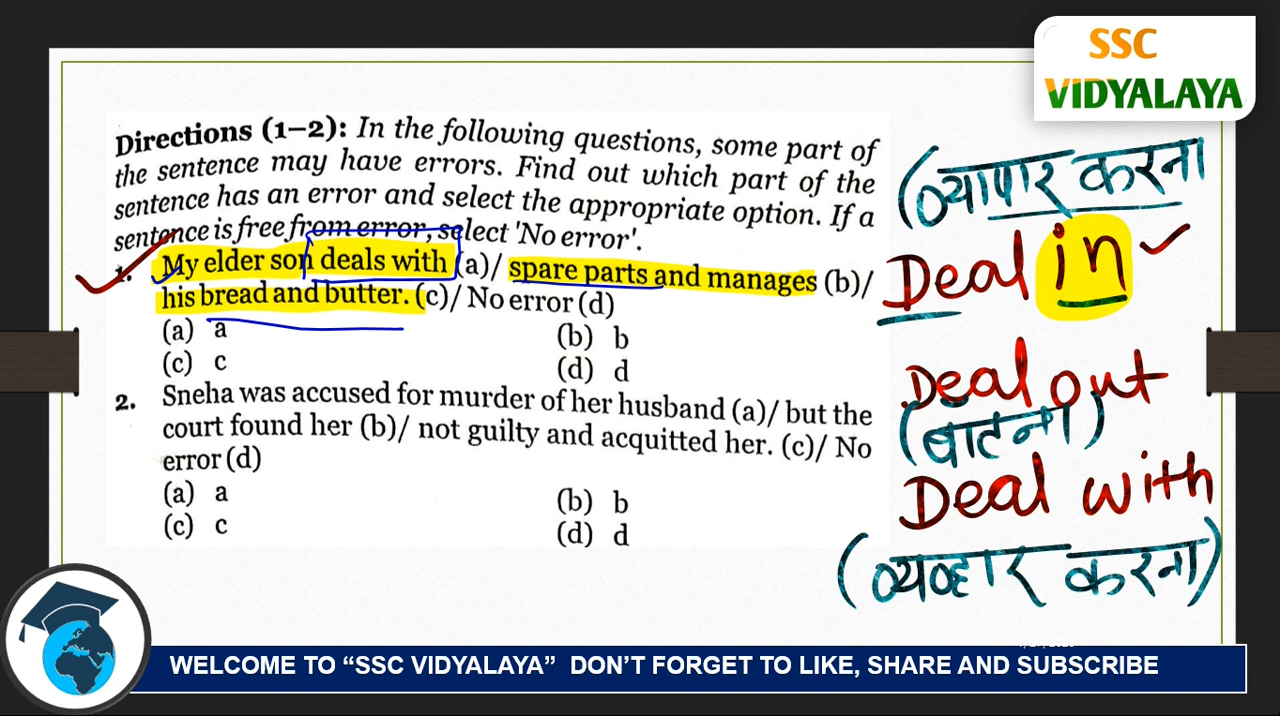 SSC
VIDYALAYA
Directions (1–2): In the following questions, some part of
the sentence may have errors. Find out which part of the
sentence has an error and select the appropriate option. If a
sentence is free from error, select 'No error'.
1. My elder son deals with (a)/ spare parts and manages (b)/
his bread and butter. (c)/ No error (d)
(a) a (b) b
(c) c (d) d
2. Sneha was accused for murder of her husband (a)/ but the
court found her (b)/ not guilty and acquitted her. (c)/ No
error (d)
(a) a (b) b
(c) c (d) d
(व्यापार करना
Deal in
Deal out
(बाटना)
Deal with
(व्यव्हार करना)
WELCOME TO “SSC VIDYALAYA” DON’T FORGET TO LIKE, SHARE AND SUBSCRIBE